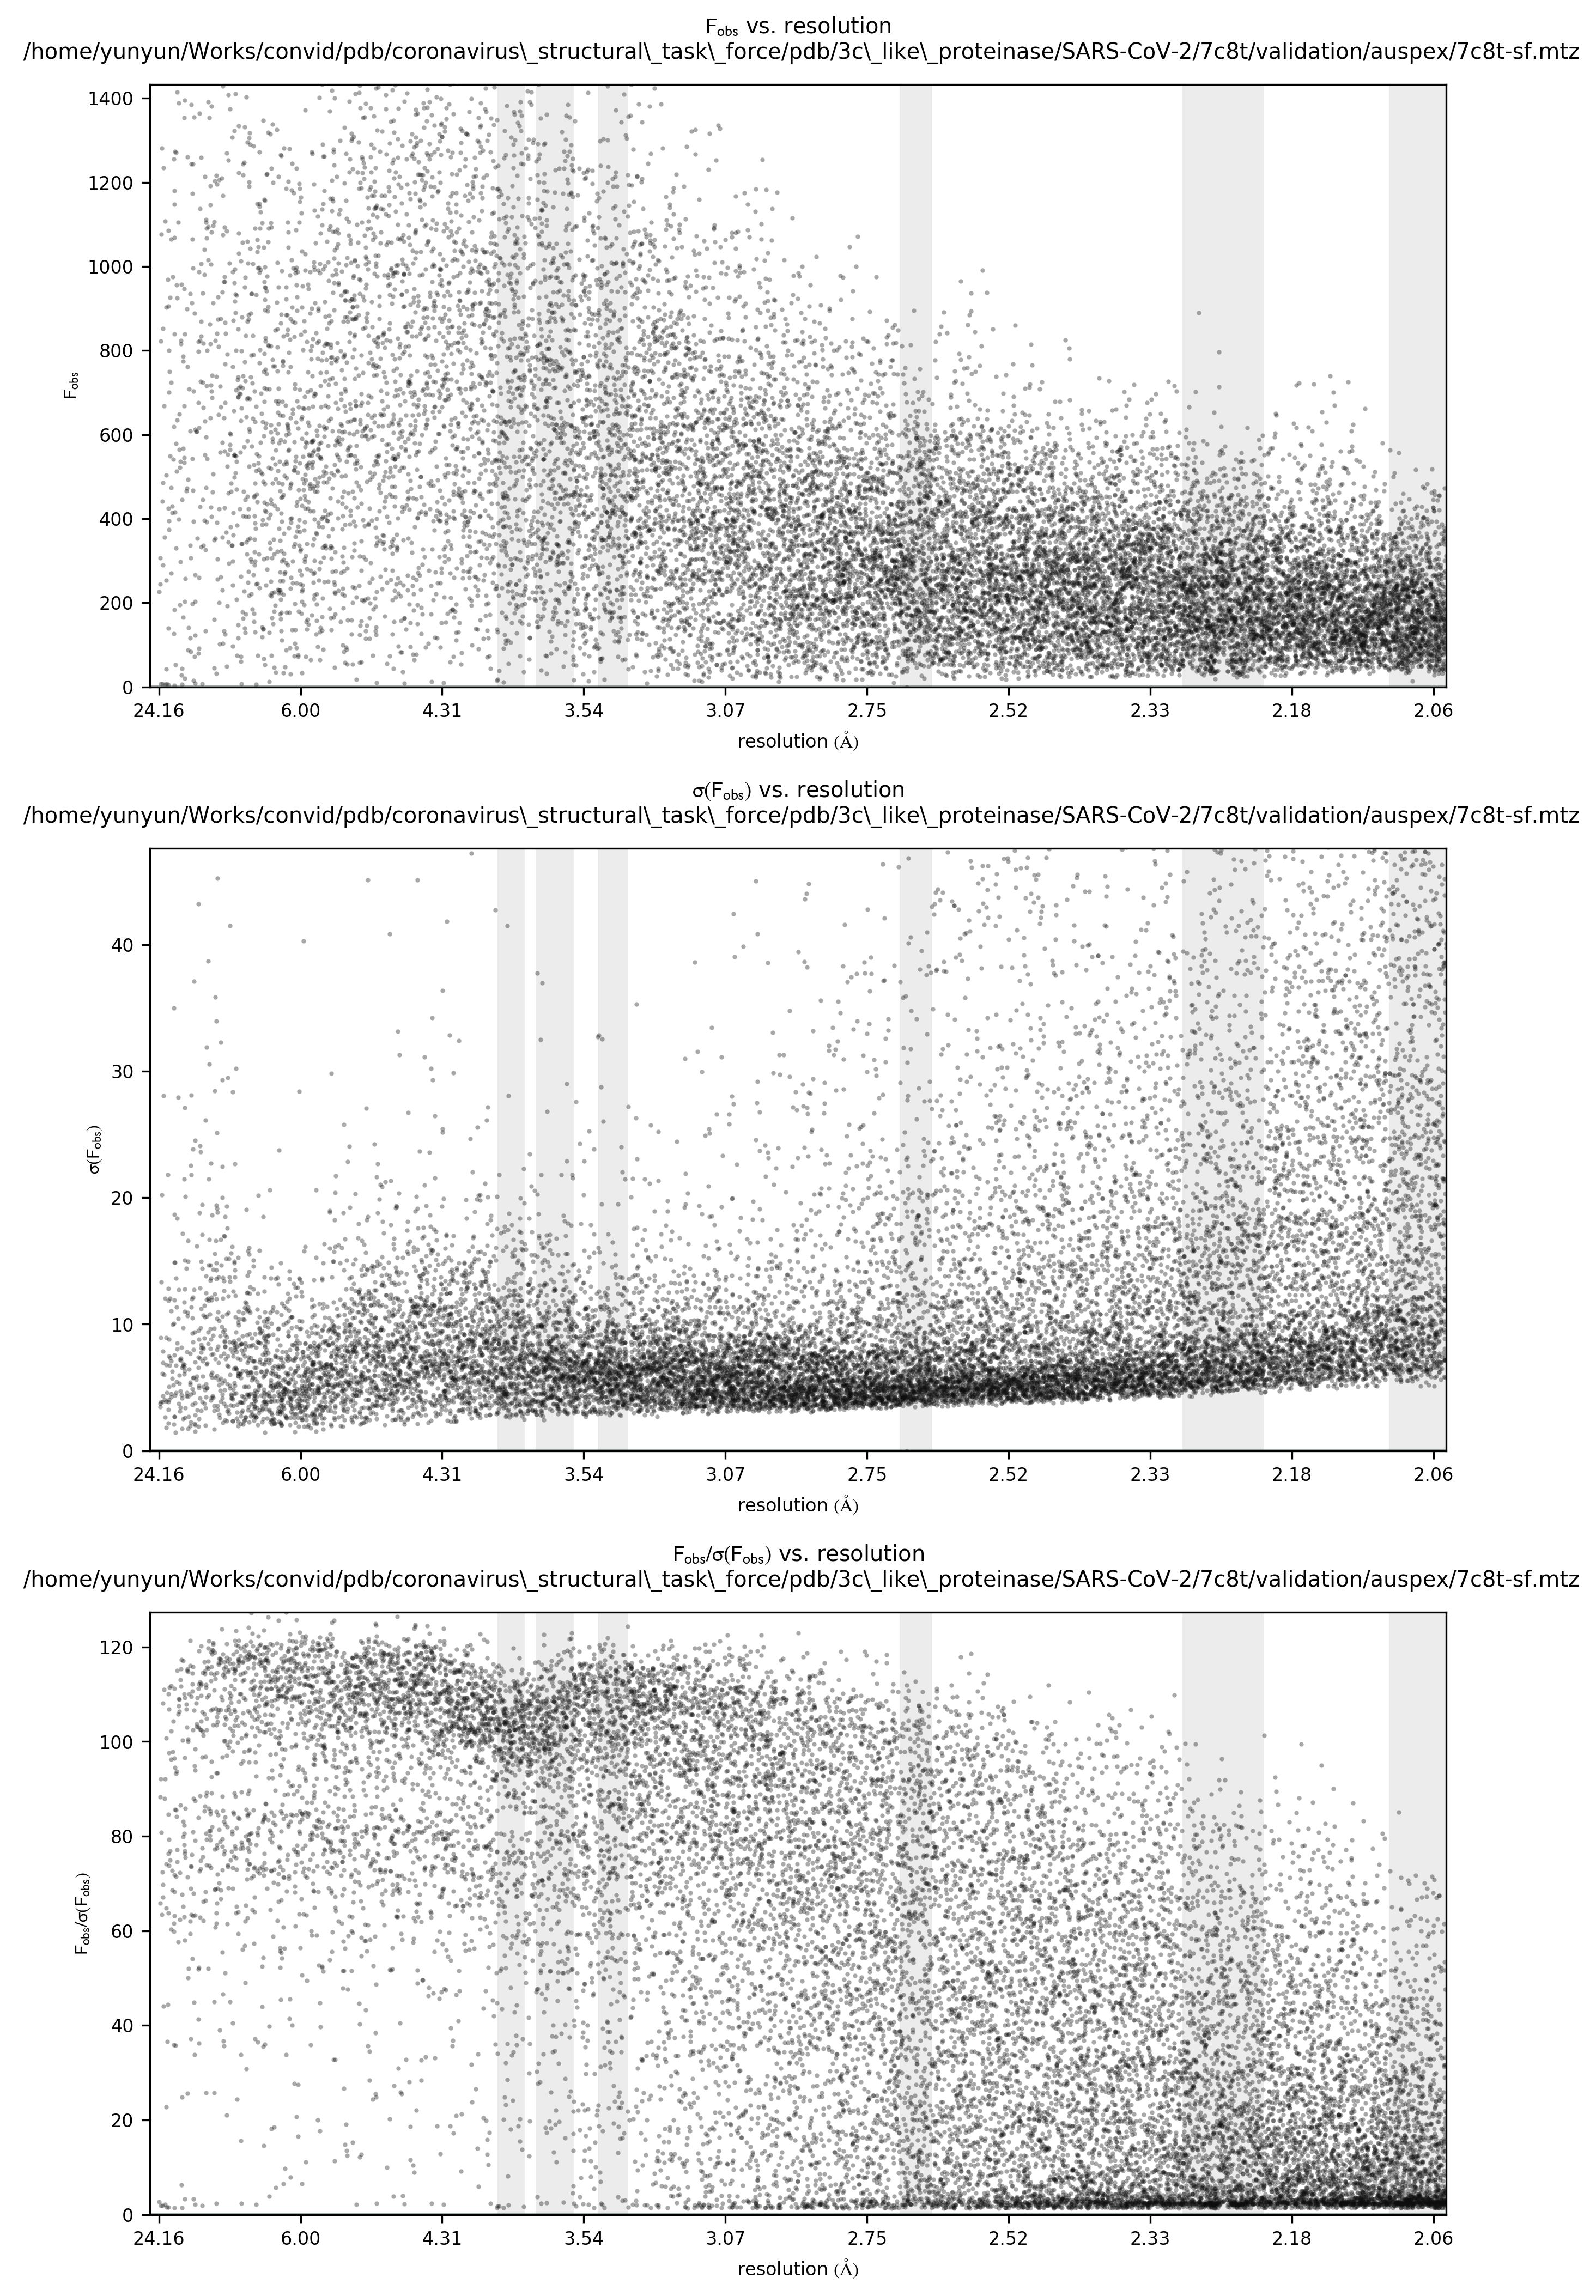 Fobs vs. resolution
/home/yunyun/Works/convid/pdb/coronavirus\_structural\_task\_force/pdb/3c\_like\_proteinase/SARS-CoV-2/7c8t/validation/auspex/7c8t-sf.mtz
1400
1200
1000
800
600
400
200
0
Fobs
24.16 6.00 4.31 3.54 3.07 2.75 2.52 2.33 2.18 2.06
resolution (Å)
σ(Fobs) vs. resolution
/home/yunyun/Works/convid/pdb/coronavirus\_structural\_task\_force/pdb/3c\_like\_proteinase/SARS-CoV-2/7c8t/validation/auspex/7c8t-sf.mtz
40
30
20
10
0
σ(Fobs)
24.16 6.00 4.31 3.54 3.07 2.75 2.52 2.33 2.18 2.06
resolution (Å)
Fobs/σ(Fobs) vs. resolution
/home/yunyun/Works/convid/pdb/coronavirus\_structural\_task\_force/pdb/3c\_like\_proteinase/SARS-CoV-2/7c8t/validation/auspex/7c8t-sf.mtz
120
100
80
60
40
20
0
Fobs/σ(Fobs)
24.16 6.00 4.31 3.54 3.07 2.75 2.52 2.33 2.18 2.06
resolution (Å)